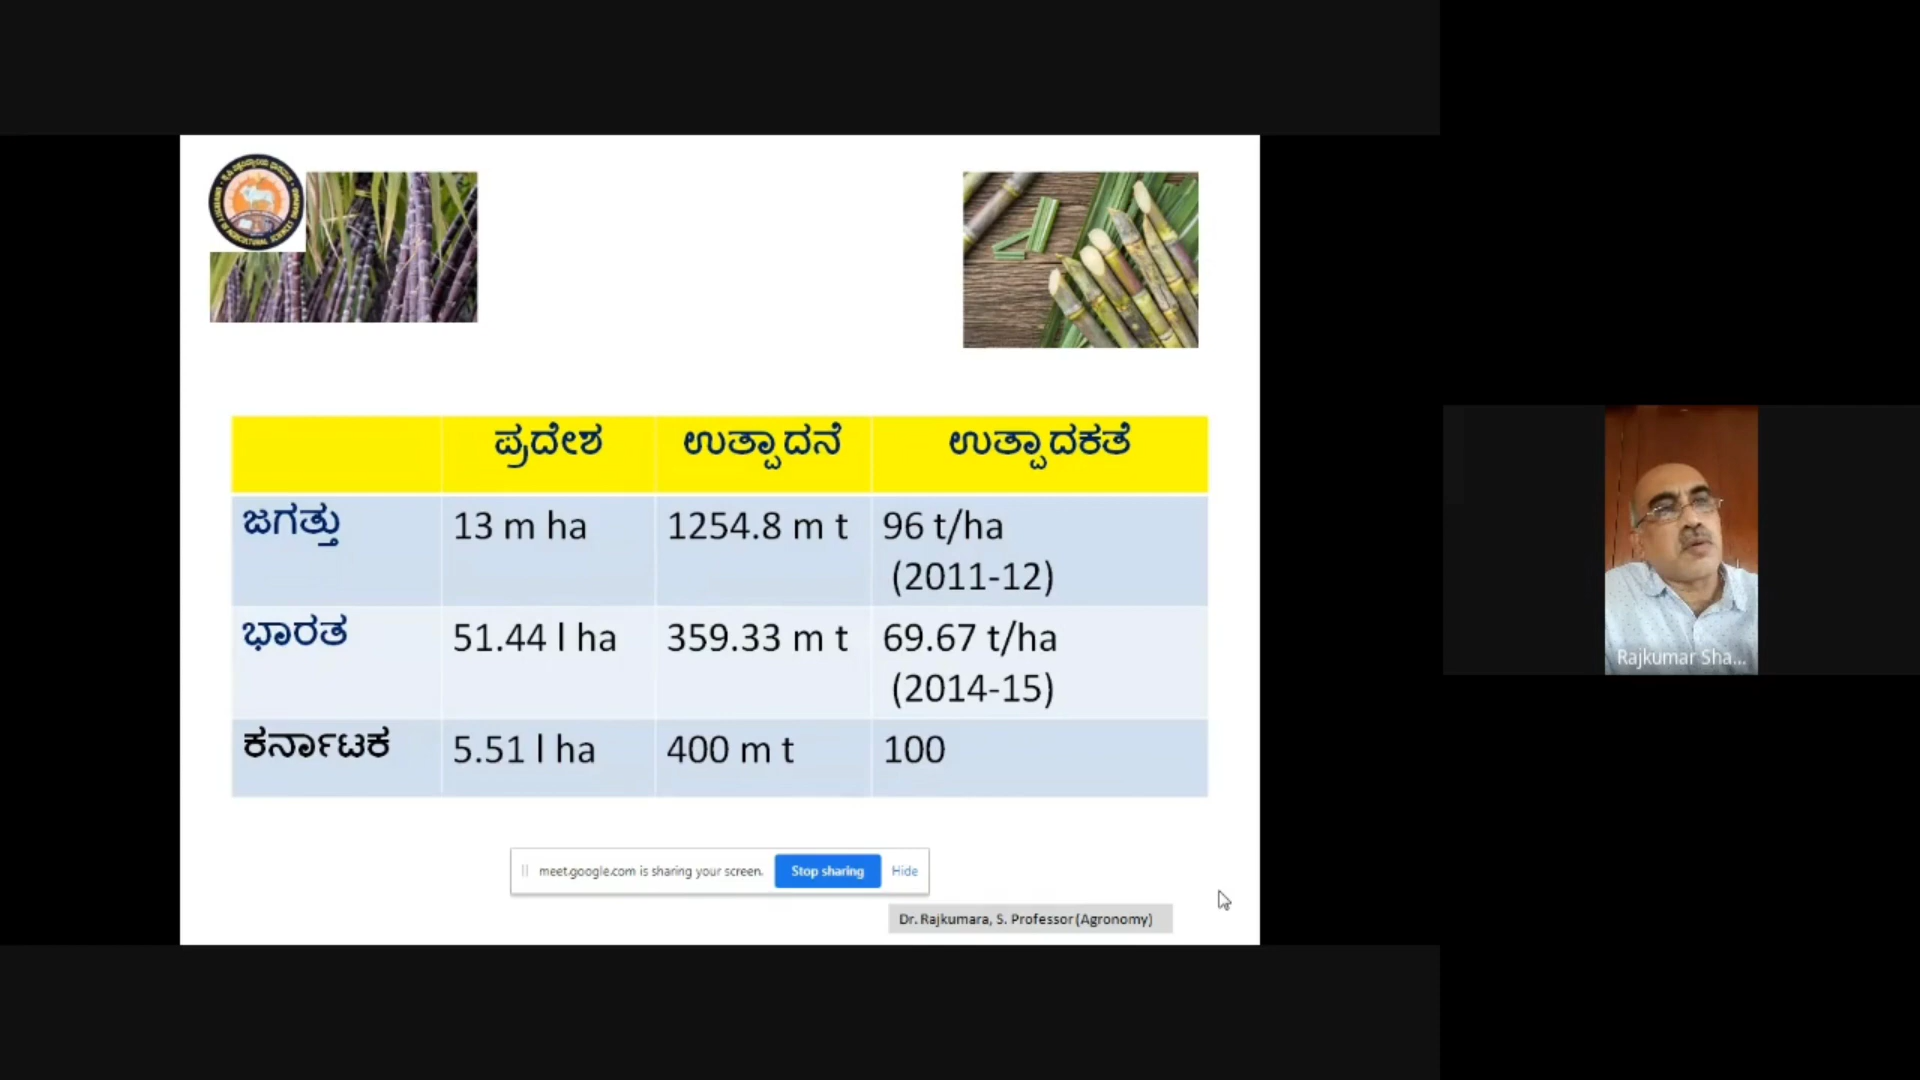 ಪ್ರದೇಶ ಉತ್ಪಾದನೆ ಉತ್ಪಾದಕತೆ
ಜಗತ್ತು 13 m ha 1254.8 m t 96 t/ha
(2011-12)
ಭಾರತ 51.44 l ha 359.33 m t 69.67 t/ha
(2014-15)
ಕರ್ನಾಟಕ 5.51 l ha 400 m t 100
Rajkumar Sha...
meet.google.com is sharing your screen. Stop sharing Hide
Dr. Rajkumara, S. Professor (Agronomy)